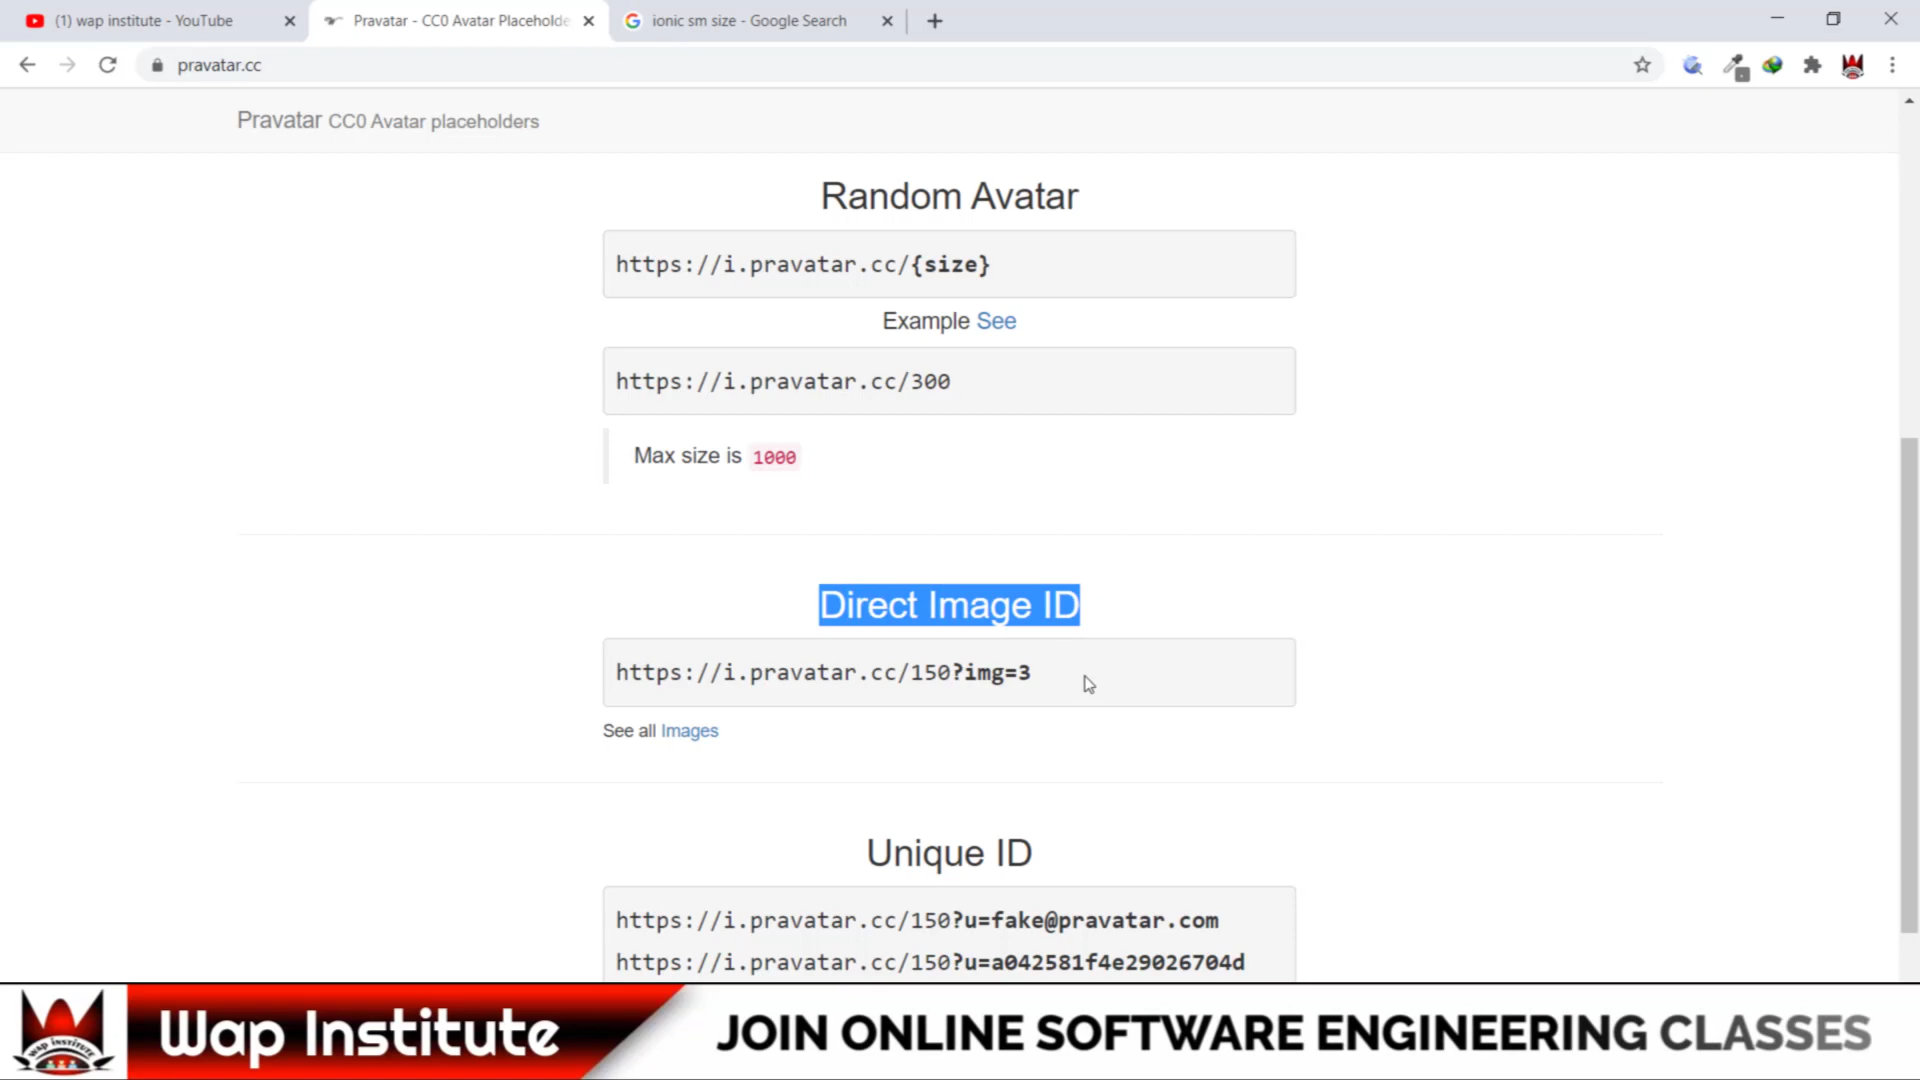 (1) wap institute - YouTube
Pravatar - CC0 Avatar Placeholde
ionic sm size - Google Search
pravatar.cc
Pravatar CC0 Avatar placeholders
Random Avatar
https://i.pravatar.cc/{size}
Example See
https://i.pravatar.cc/300
Max size is 1000
Direct Image ID
https://i.pravatar.cc/150?img=3
See all Images
Unique ID
https://i.pravatar.cc/150?u=fake@pravatar.com
https://i.pravatar.cc/150?u=a042581f4e29026704d
WAP INSTITUTE
Wap Institute
JOIN ONLINE SOFTWARE ENGINEERING CLASSES